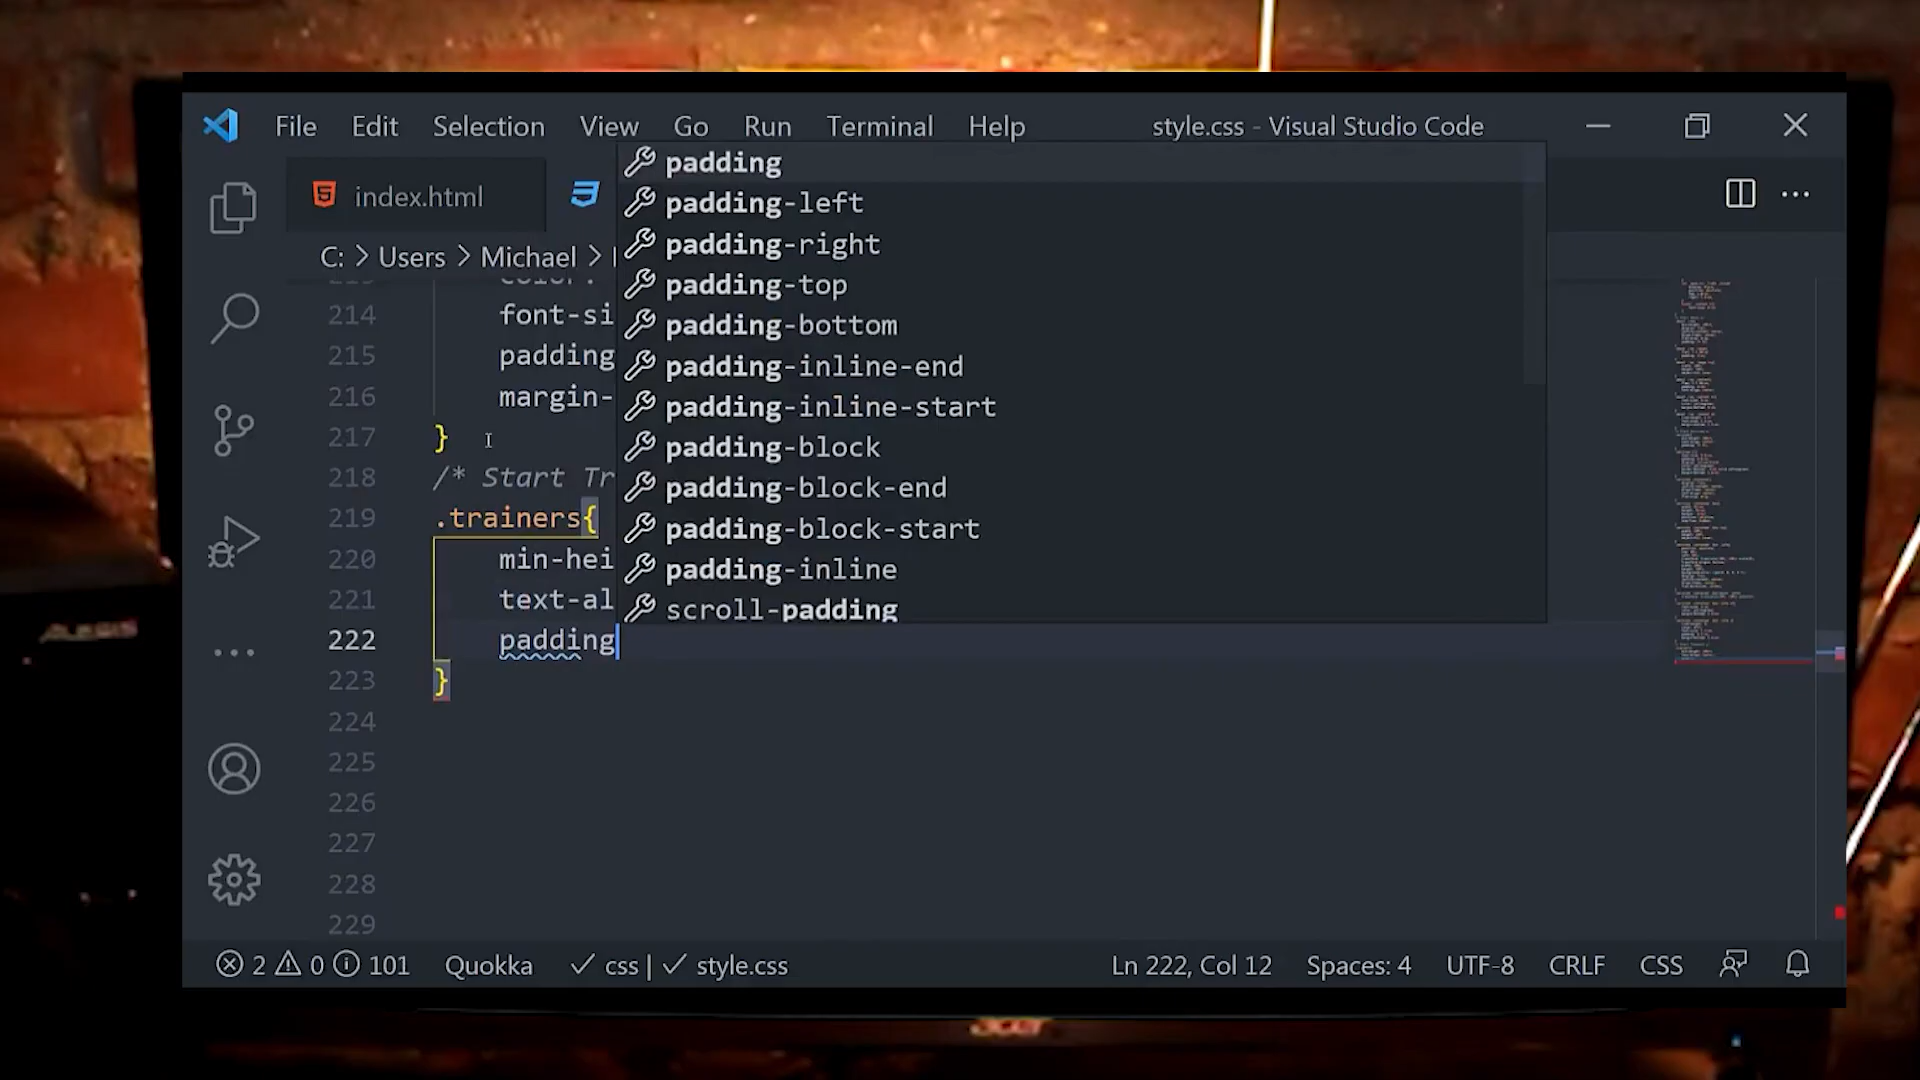 File Edit Selection View Go Run Terminal Help style.css - Visual Studio Code
index.html
C: > Users > Michael >
214 font-si
215 padding
216 margin-
217 }
218 /* Start Tr
219 .trainers{
220 min-hei
221 text-al
222 padding
223 }
224
225
226
227
228
229
padding
padding-left
padding-right
padding-top
padding-bottom
padding-inline-end
padding-inline-start
padding-block
padding-block-end
padding-block-start
padding-inline
scroll-padding
2 0 101 Quokka ✓ css | ✓ style.css Ln 222, Col 12 Spaces: 4 UTF-8 CRLF CSS
acer